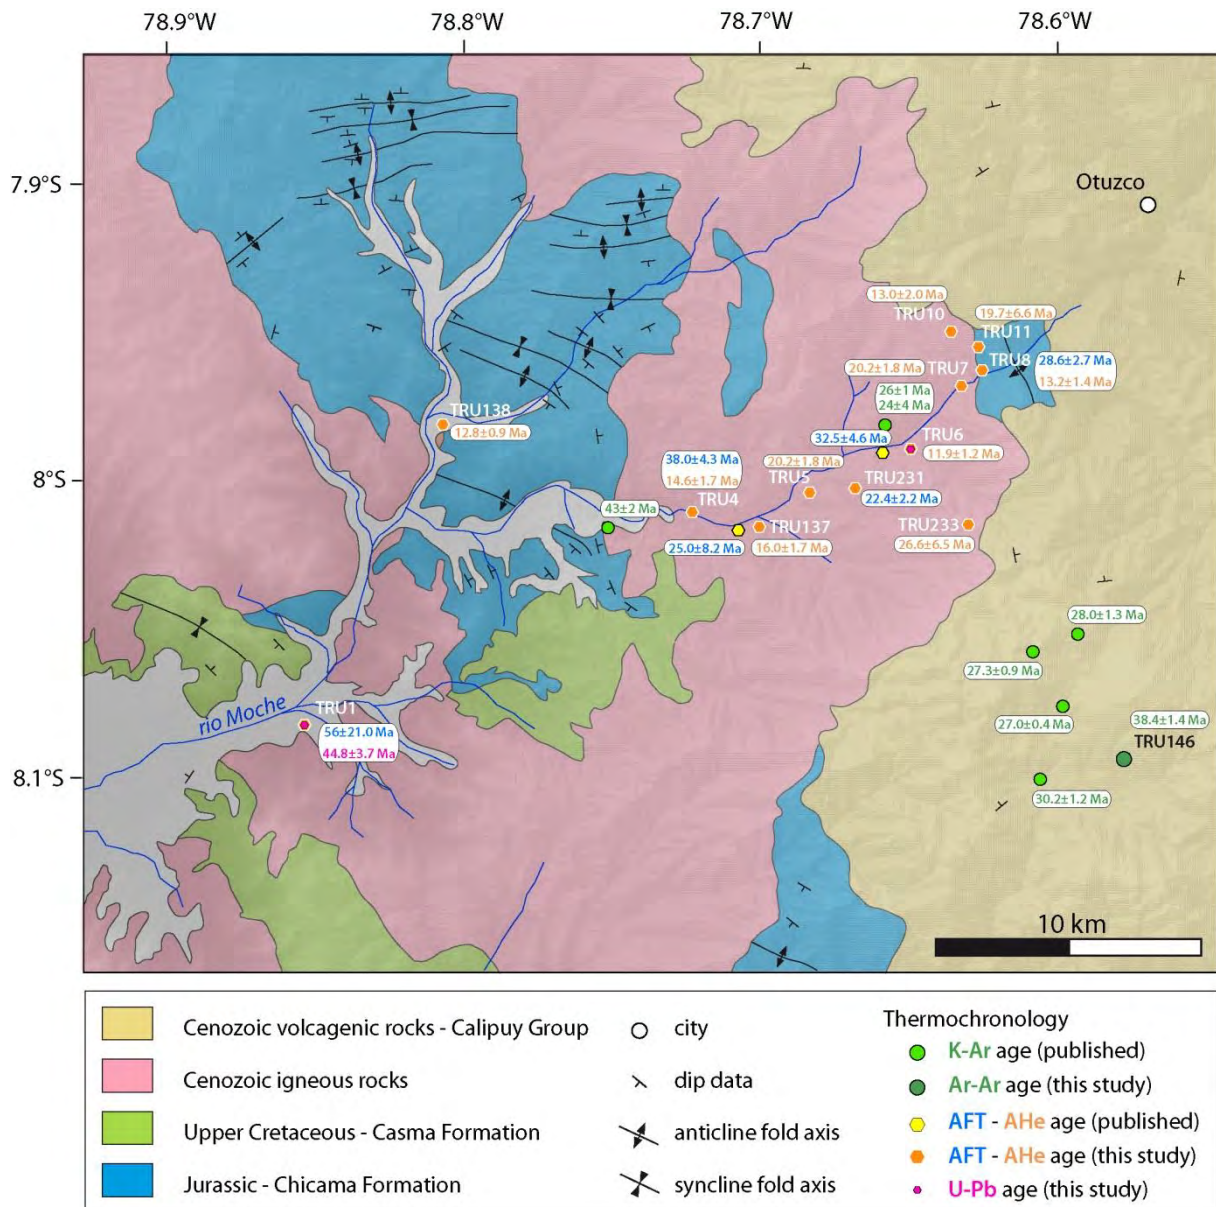 78.9°W
78.8°W
78.7°W
78.6°W
7.9°S
8°S
8.1°S
Otuzco
13.0±2.0 Ma
TRU10
19.7±6.6 Ma
TRU11
TRU8
28.6±2.7 Ma
13.2±1.4 Ma
20.2±1.8 Ma
TRU7
26±1 Ma
24±4 Ma
TRU138
12.8±0.9 Ma
32.5±4.6 Ma
TRU6
11.9±1.2 Ma
38.0±4.3 Ma
14.6±1.7 Ma
TRU4
20.2±1.8 Ma
TRU5
TRU231
22.4±2.2 Ma
43±2 Ma
25.0±8.2 Ma
TRU137
16.0±1.7 Ma
TRU233
26.6±6.5 Ma
28.0±1.3 Ma
27.3±0.9 Ma
27.0±0.4 Ma
38.4±1.4 Ma
TRU146
30.2±1.2 Ma
rio Moche
TRU1
56±21.0 Ma
44.8±3.7 Ma
10 km
Cenozoic volcagenic rocks - Calipuy Group
Cenozoic igneous rocks
Upper Cretaceous - Casma Formation
Jurassic - Chicama Formation
city
dip data
anticline fold axis
syncline fold axis
Thermochronology
K-Ar age (published)
Ar-Ar age (this study)
AFT - AHe age (published)
AFT - AHe age (this study)
U-Pb age (this study)